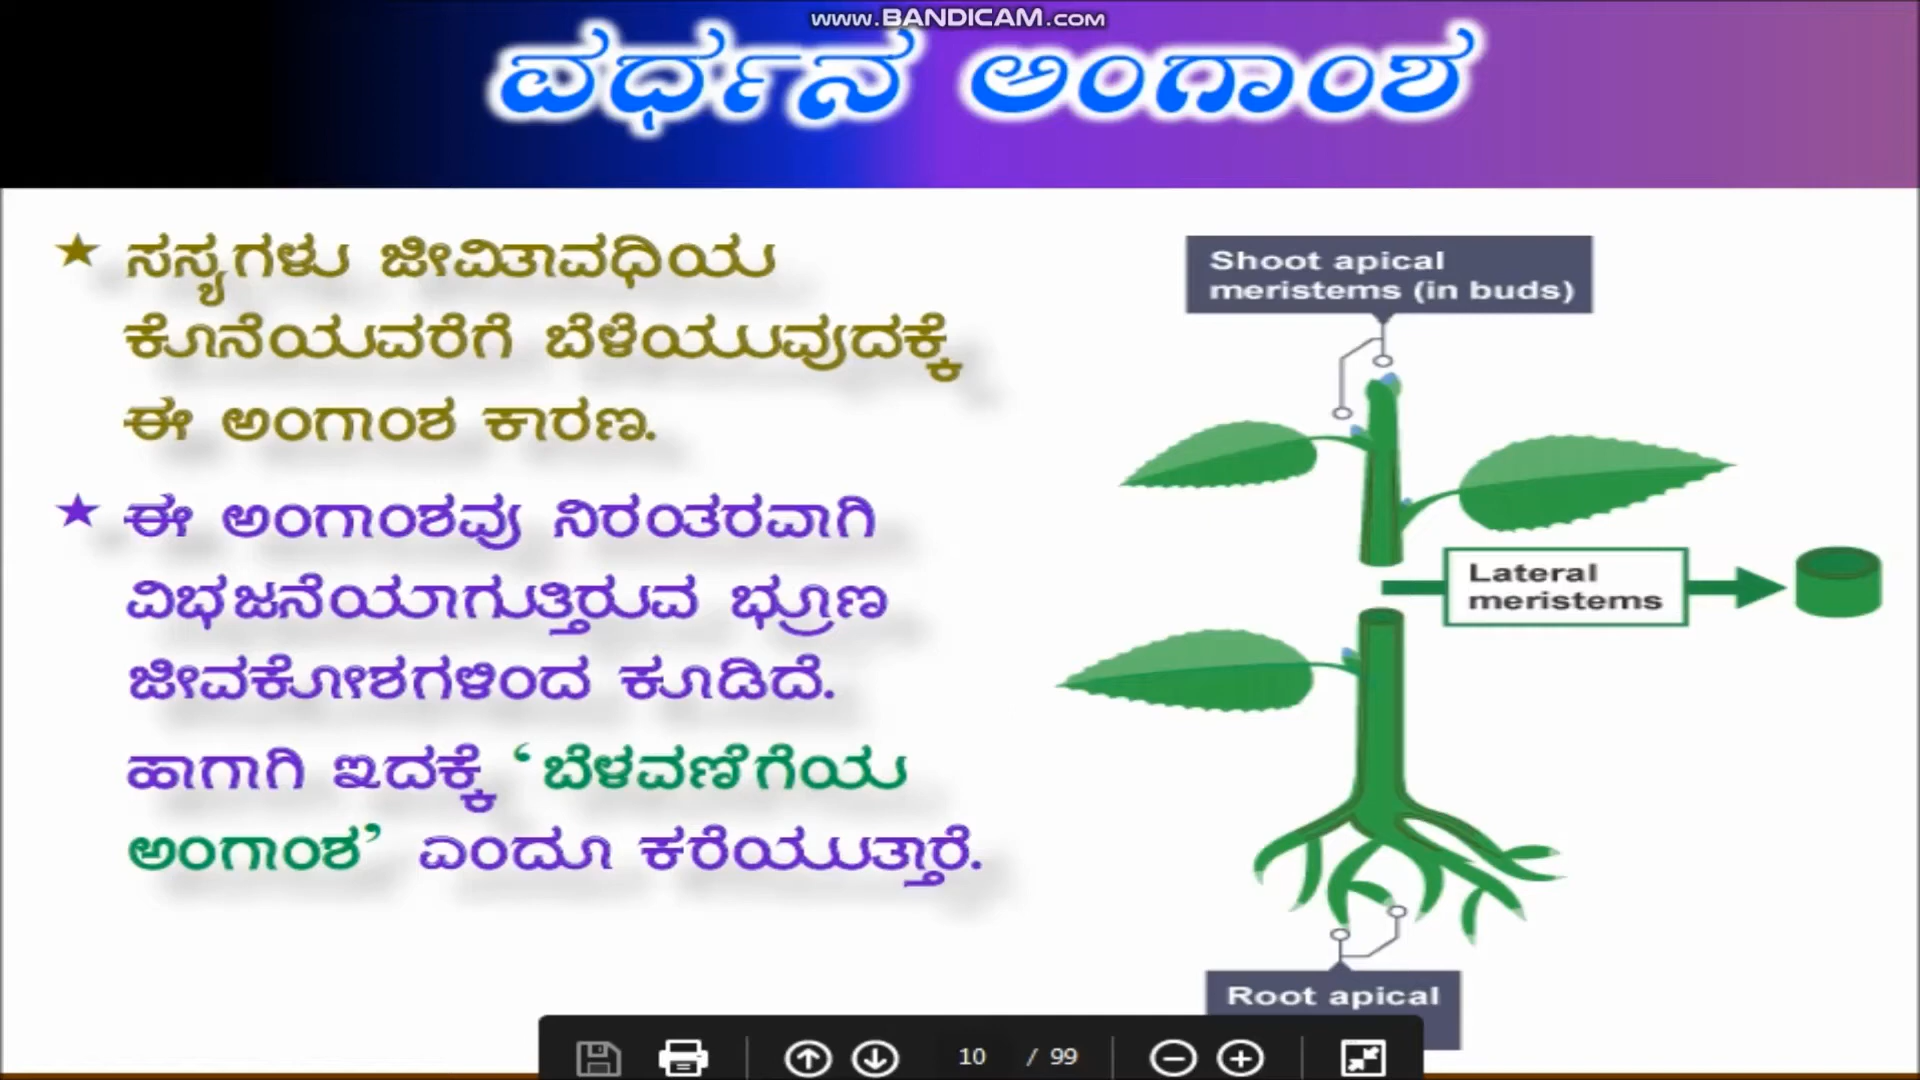 www.BANDICAM.com
ವರ್ಧನ ಅಂಗಾಂಶ
★ ಸಸ್ಯಗಳು ಜೀವಿತಾವಧಿಯ
ಕೊನೆಯವರೆಗೆ ಬೆಳೆಯುವುದಕ್ಕೆ
ಈ ಅಂಗಾಂಶ ಕಾರಣ.
★ ಈ ಅಂಗಾಂಶವು ನಿರಂತರವಾಗಿ
ವಿಭಜನೆಯಾಗುತ್ತಿರುವ ಭ್ರೂಣ
ಜೀವಕೋಶಗಳಿಂದ ಕೂಡಿದೆ.
ಹಾಗಾಗಿ ಇದಕ್ಕೆ ‘ಬೆಳವಣಿಗೆಯ
ಅಂಗಾಂಶ’ ಎಂದೂ ಕರೆಯುತ್ತಾರೆ.
Shoot apical
meristems (in buds)
Lateral
meristems
Root apical
10 / 99